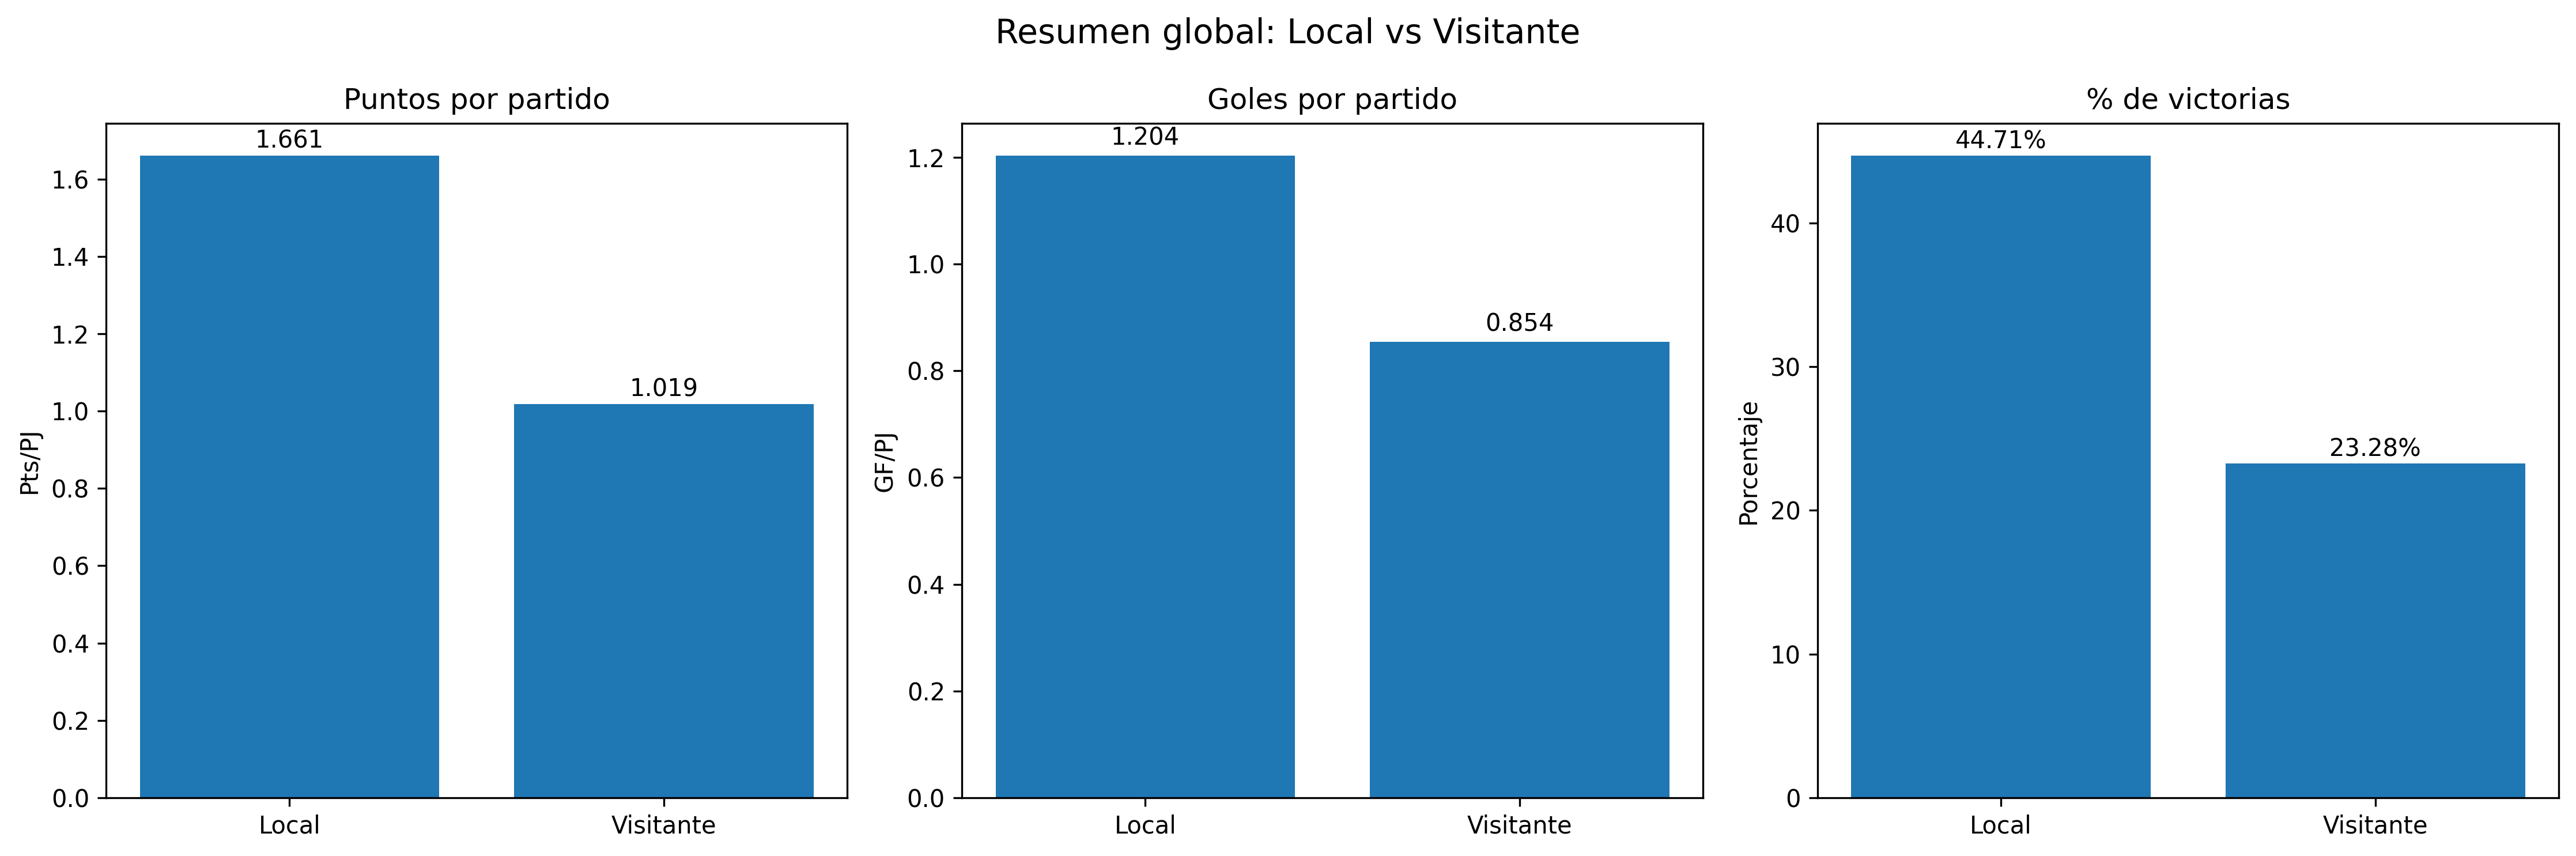 Resumen global: Local vs Visitante
Puntos por partido
Pts/PJ
1.6
1.4
1.2
1.0
0.8
0.6
0.4
0.2
0.0
1.661
1.019
Local
Visitante
Goles por partido
GF/PJ
1.2
1.0
0.8
0.6
0.4
0.2
0.0
1.204
0.854
Local
Visitante
% de victorias
Porcentaje
40
30
20
10
0
44.71%
23.28%
Local
Visitante